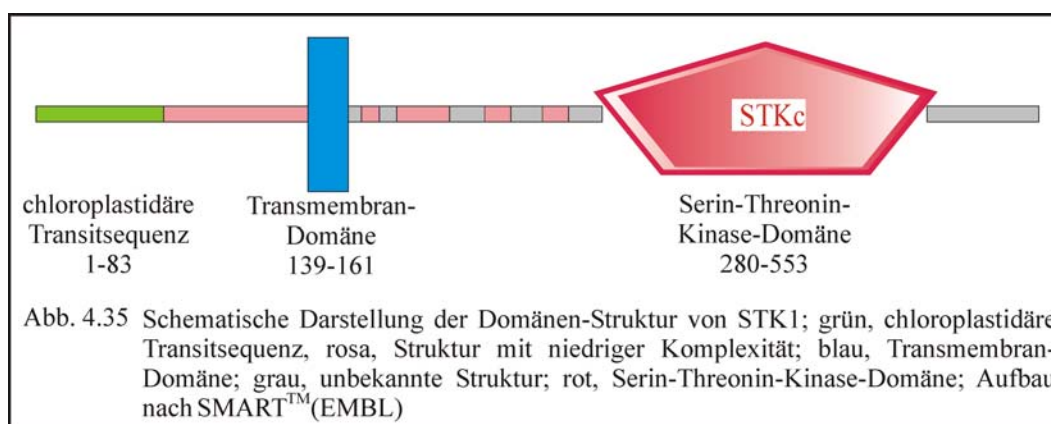 STKc
chloroplastidäre
Transitsequenz
1-83
Transmembran-
Domäne
139-161
Serin-Threonin-
Kinase-Domäne
280-553
Abb. 4.35 Schematische Darstellung der Domänen-Struktur von STK1; grün, chloroplastidäre
Transitsequenz, rosa, Struktur mit niedriger Komplexität; blau, Transmembran-
Domäne; grau, unbekannte Struktur; rot, Serin-Threonin-Kinase-Domäne; Aufbau
nach SMART™(EMBL)